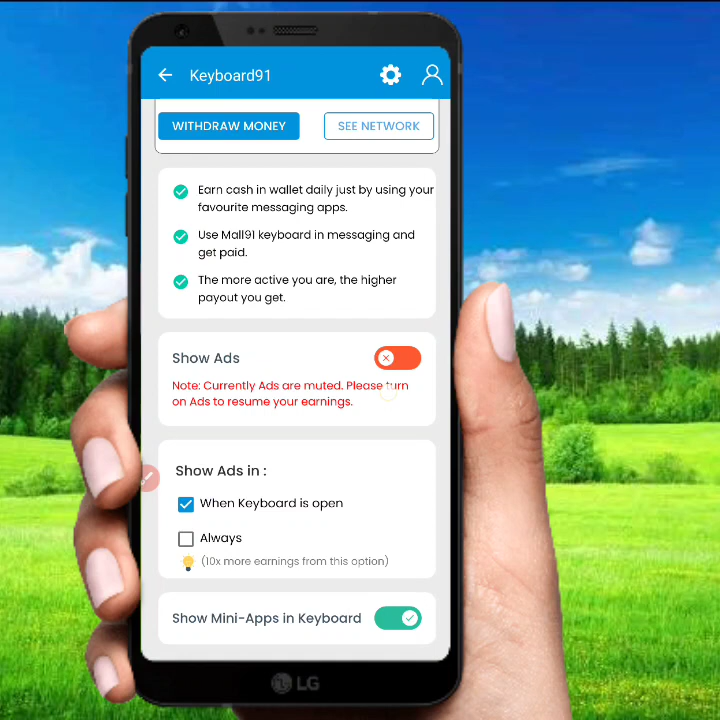 Keyboard91
WITHDRAW MONEY
SEE NETWORK
Earn cash in wallet daily just by using your
favourite messaging apps.
Use Mall91 keyboard in messaging and
get paid.
The more active you are, the higher
payout you get.
Show Ads
Note: Currently Ads are muted. Please turn
on Ads to resume your earnings.
Show Ads in :
When Keyboard is open
Always
(10x more earnings from this option)
Show Mini-Apps in Keyboard
LG